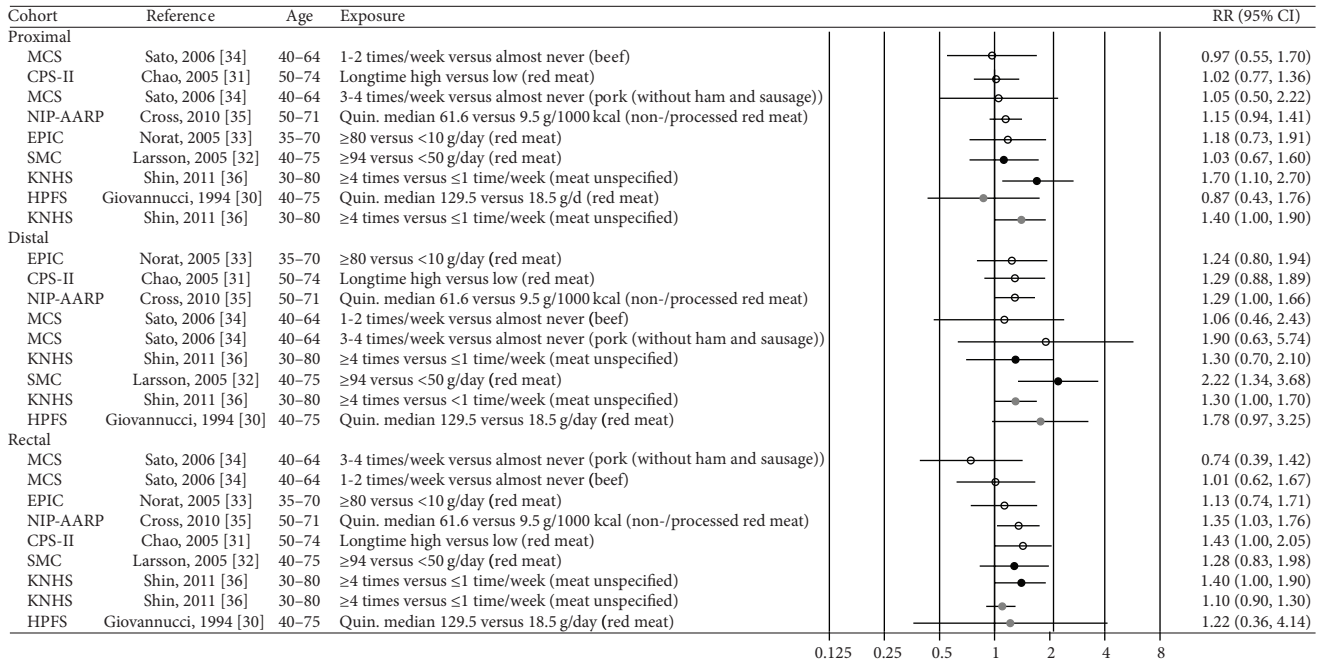 Cohort Reference Age Exposure RR (95% CI)
Proximal
MCS Sato, 2006 [34] 40–64 1-2 times/week versus almost never (beef) 0.97 (0.55, 1.70)
CPS-II Chao, 2005 [31] 50–74 Longtime high versus low (red meat) 1.02 (0.77, 1.36)
MCS Sato, 2006 [34] 40–64 3-4 times/week versus almost never (pork (without ham and sausage)) 1.05 (0.50, 2.22)
NIP-AARP Cross, 2010 [35] 50–71 Quin. median 61.6 versus 9.5 g/1000 kcal (non-/processed red meat) 1.15 (0.94, 1.41)
EPIC Norat, 2005 [33] 35–70 ≥80 versus <10 g/day (red meat) 1.18 (0.73, 1.91)
SMC Larsson, 2005 [32] 40–75 ≥94 versus <50 g/day (red meat) 1.03 (0.67, 1.60)
KNHS Shin, 2011 [36] 30–80 ≥4 times versus ≤1 time/week (meat unspecified) 1.70 (1.10, 2.70)
HPFS Giovannucci, 1994 [30] 40–75 Quin. median 129.5 versus 18.5 g/d (red meat) 0.87 (0.43, 1.76)
KNHS Shin, 2011 [36] 30–80 ≥4 times versus ≤1 time/week (meat unspecified) 1.40 (1.00, 1.90)
Distal
EPIC Norat, 2005 [33] 35–70 ≥80 versus <10 g/day (red meat) 1.24 (0.80, 1.94)
CPS-II Chao, 2005 [31] 50–74 Longtime high versus low (red meat) 1.29 (0.88, 1.89)
NIP-AARP Cross, 2010 [35] 50–71 Quin. median 61.6 versus 9.5 g/1000 kcal (non-/processed red meat) 1.29 (1.00, 1.66)
MCS Sato, 2006 [34] 40–64 1-2 times/week versus almost never (beef) 1.06 (0.46, 2.43)
MCS Sato, 2006 [34] 40–64 3-4 times/week versus almost never (pork (without ham and sausage)) 1.90 (0.63, 5.74)
KNHS Shin, 2011 [36] 30–80 ≥4 times versus ≤1 time/week (meat unspecified) 1.30 (0.70, 2.10)
SMC Larsson, 2005 [32] 40–75 ≥94 versus <50 g/day (red meat) 2.22 (1.34, 3.68)
KNHS Shin, 2011 [36] 30–80 ≥4 times versus <1 time/week (meat unspecified) 1.30 (1.00, 1.70)
HPFS Giovannucci, 1994 [30] 40–75 Quin. median 129.5 versus 18.5 g/day (red meat) 1.78 (0.97, 3.25)
Rectal
MCS Sato, 2006 [34] 40–64 3-4 times/week versus almost never (pork (without ham and sausage)) 0.74 (0.39, 1.42)
MCS Sato, 2006 [34] 40–64 1-2 times/week versus almost never (beef) 1.01 (0.62, 1.67)
EPIC Norat, 2005 [33] 35–70 ≥80 versus <10 g/day (red meat) 1.13 (0.74, 1.71)
NIP-AARP Cross, 2010 [35] 50–71 Quin. median 61.6 versus 9.5 g/1000 kcal (non-/processed red meat) 1.35 (1.03, 1.76)
CPS-II Chao, 2005 [31] 50–74 Longtime high versus low (red meat) 1.43 (1.00, 2.05)
SMC Larsson, 2005 [32] 40–75 ≥94 versus <50 g/day (red meat) 1.28 (0.83, 1.98)
KNHS Shin, 2011 [36] 30–80 ≥4 times versus ≤1 time/week (meat unspecified) 1.40 (1.00, 1.90)
KNHS Shin, 2011 [36] 30–80 ≥4 times versus ≤1 time/week (meat unspecified) 1.10 (0.90, 1.30)
HPFS Giovannucci, 1994 [30] 40–75 Quin. median 129.5 versus 18.5 g/day (red meat) 1.22 (0.36, 4.14)
0.125 0.25 0.5 1 2 4 8